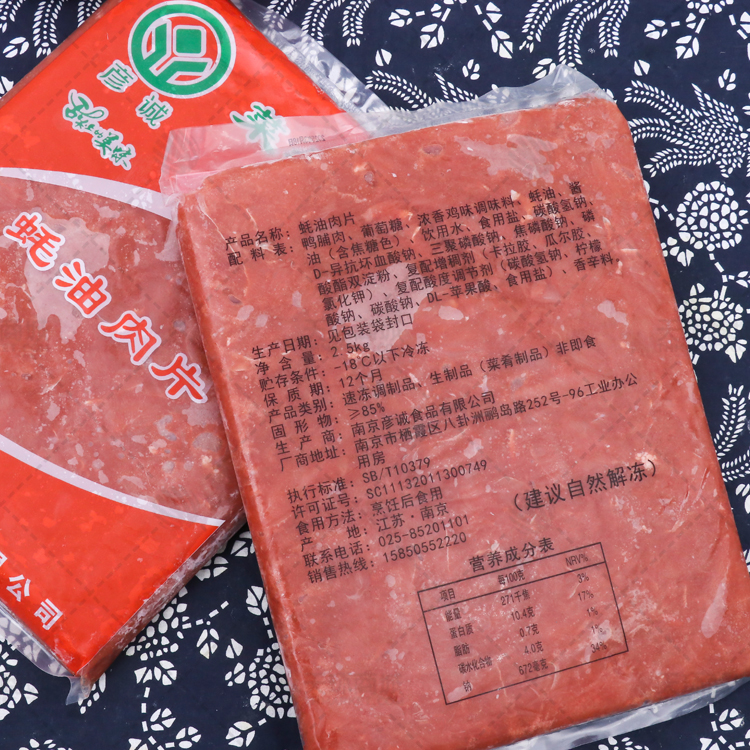 彦诚
蚝油肉片
公司
产品名称：蚝油肉片
配料表：鸭脯肉、葡萄糖、浓香鸡味调味料、蚝油、酱
油（含焦糖色）、饮用水、食用盐、碳酸氢钠、
D-异抗坏血酸钠、三聚磷酸钠、焦磷酸钠、磷
酸酯双淀粉、复配增稠剂（卡拉胶、瓜尔胶、
氯化钾）、复配酸度调节剂（碳酸氢钠、柠檬
酸钠、碳酸钠、DL-苹果酸、食用盐）、香辛料.
生产日期：见包装袋封口
净含量：2.5kg
贮存条件：-18℃以下冷冻
保质期：12个月
产品类别：速冻调制品、生制品（菜肴制品）非即食
固形物：≥85%
生产商：南京彦诚食品有限公司
厂商地址：南京市栖霞区八卦洲鹂岛路252号-96工业办公
用房
执行标准：SB/T10379
许可证号：SC11132011300749
食用方法：烹饪后食用
产地：江苏·南京
联系电话：025-85201101
销售热线：15850552220
（建议自然解冻）
营养成分表
项目 每100克 NRV%
能量 271千焦 3%
蛋白质 10.4克 17%
脂肪 0.7克 1%
碳水化合物 4.0克 1%
钠 672毫克 34%